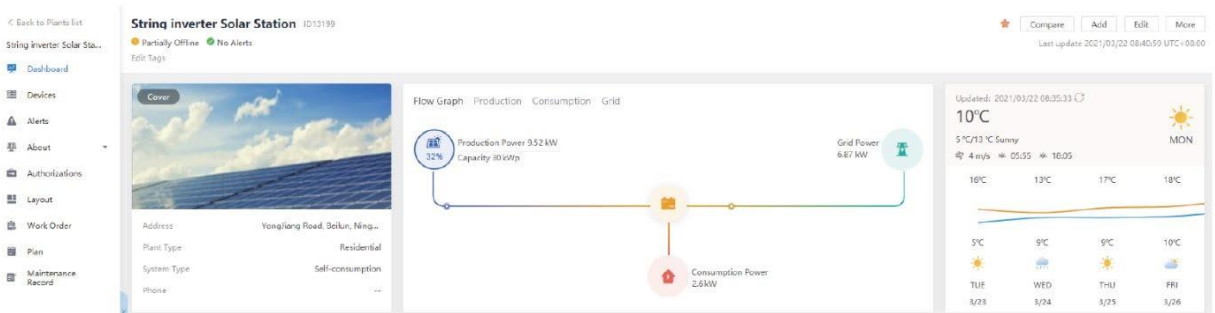 < Back to Plants list
String inverter Solar Sta...
Dashboard
Devices
Alerts
About
Authorizations
Layout
Work Order
Plan
Maintenance
Record
String inverter Solar Station ID13199
Partially Offline No Alerts
Edit Tags
Compare Add Edit More
Last update 2021/03/22 08:40:59 UTC+08:00
Cover
Address YongJiang Road, Beilun, Ning...
Plant Type Residential
System Type Self-consumption
Phone --
Flow Graph Production Consumption Grid
Production Power 9.52 kW
32% Capacity 30 kWp
Grid Power
6.87 kW
Consumption Power
2.6 kW
Updated: 2021/03/22 08:35:33
10°C
5 °C/13 °C Sunny
MON
4 m/s 05:55 18:05
16°C 13°C 17°C 18°C
5°C 9°C 9°C 10°C
TUE WED THU FRI
3/23 3/24 3/25 3/26